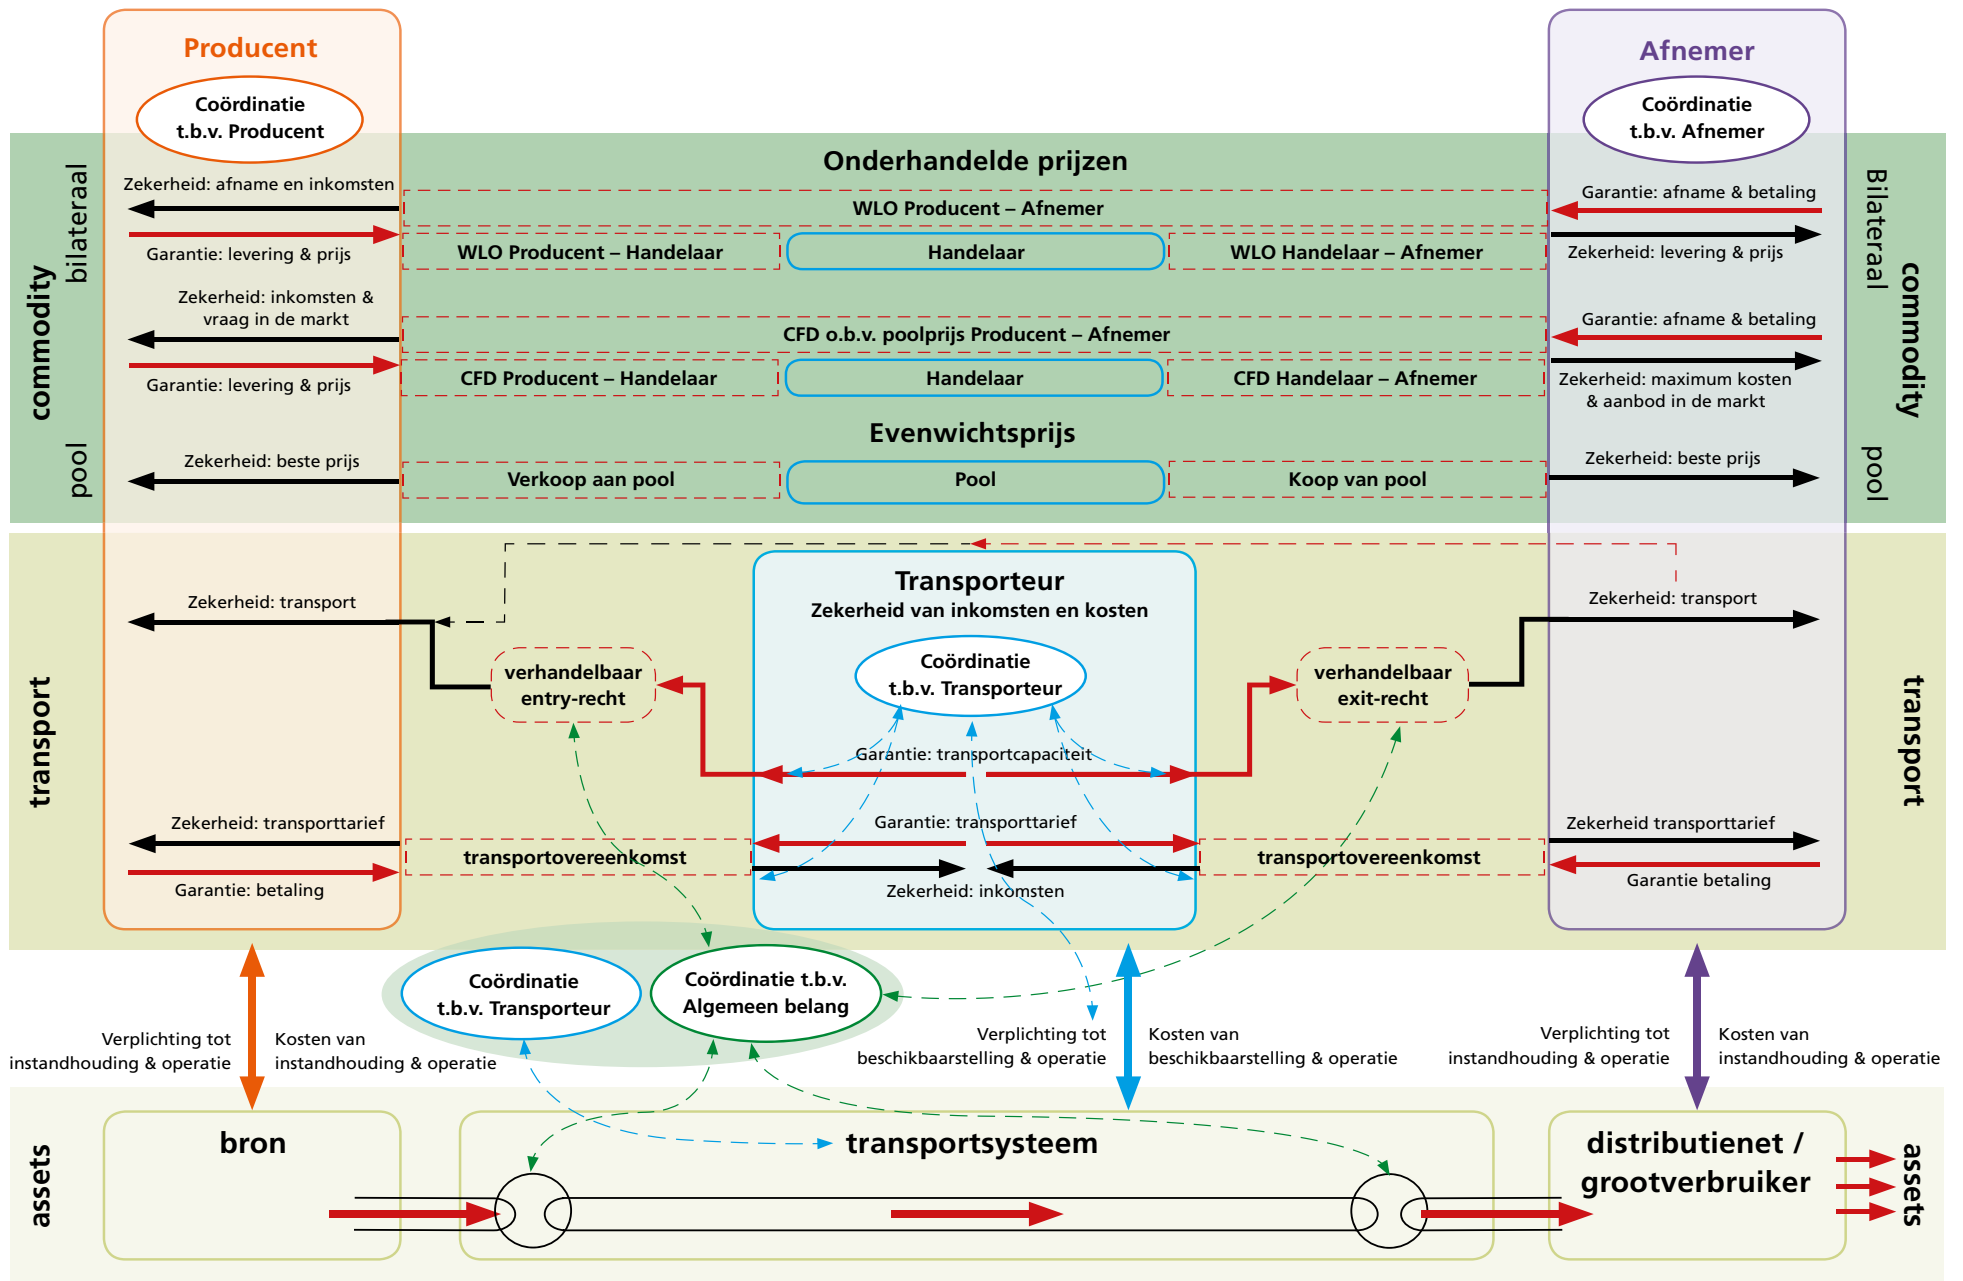 Producent
Coördinatie
t.b.v. Producent
Afnemer
Coördinatie
t.b.v. Afnemer
commodity
bilateraal
pool
Bilateraal
pool
commodity
Onderhandelde prijzen
Zekerheid: afname en inkomsten
WLO Producent – Afnemer
Garantie: afname & betaling
Garantie: levering & prijs
WLO Producent – Handelaar
Handelaar
WLO Handelaar – Afnemer
Zekerheid: levering & prijs
Zekerheid: inkomsten &
vraag in de markt
CFD o.b.v. poolprijs Producent – Afnemer
Garantie: afname & betaling
Garantie: levering & prijs
CFD Producent – Handelaar
Handelaar
CFD Handelaar – Afnemer
Zekerheid: maximum kosten
& aanbod in de markt
Evenwichtsprijs
Zekerheid: beste prijs
Verkoop aan pool
Pool
Koop van pool
Zekerheid: beste prijs
transport
transport
Transporteur
Zekerheid van inkomsten en kosten
Zekerheid: transport
Zekerheid: transport
verhandelbaar
entry-recht
Coördinatie
t.b.v. Transporteur
verhandelbaar
exit-recht
Garantie: transportcapaciteit
Zekerheid: transporttarief
Garantie: transporttarief
Zekerheid transporttarief
transportovereenkomst
transportovereenkomst
Garantie: betaling
Zekerheid: inkomsten
Garantie betaling
Coördinatie
t.b.v. Transporteur
Coördinatie t.b.v.
Algemeen belang
Verplichting tot
instandhouding & operatie
Kosten van
instandhouding & operatie
Verplichting tot
beschikbaarstelling & operatie
Kosten van
beschikbaarstelling & operatie
Verplichting tot
instandhouding & operatie
Kosten van
instandhouding & operatie
assets
bron
transportsysteem
distributienet /
grootverbruiker
assets